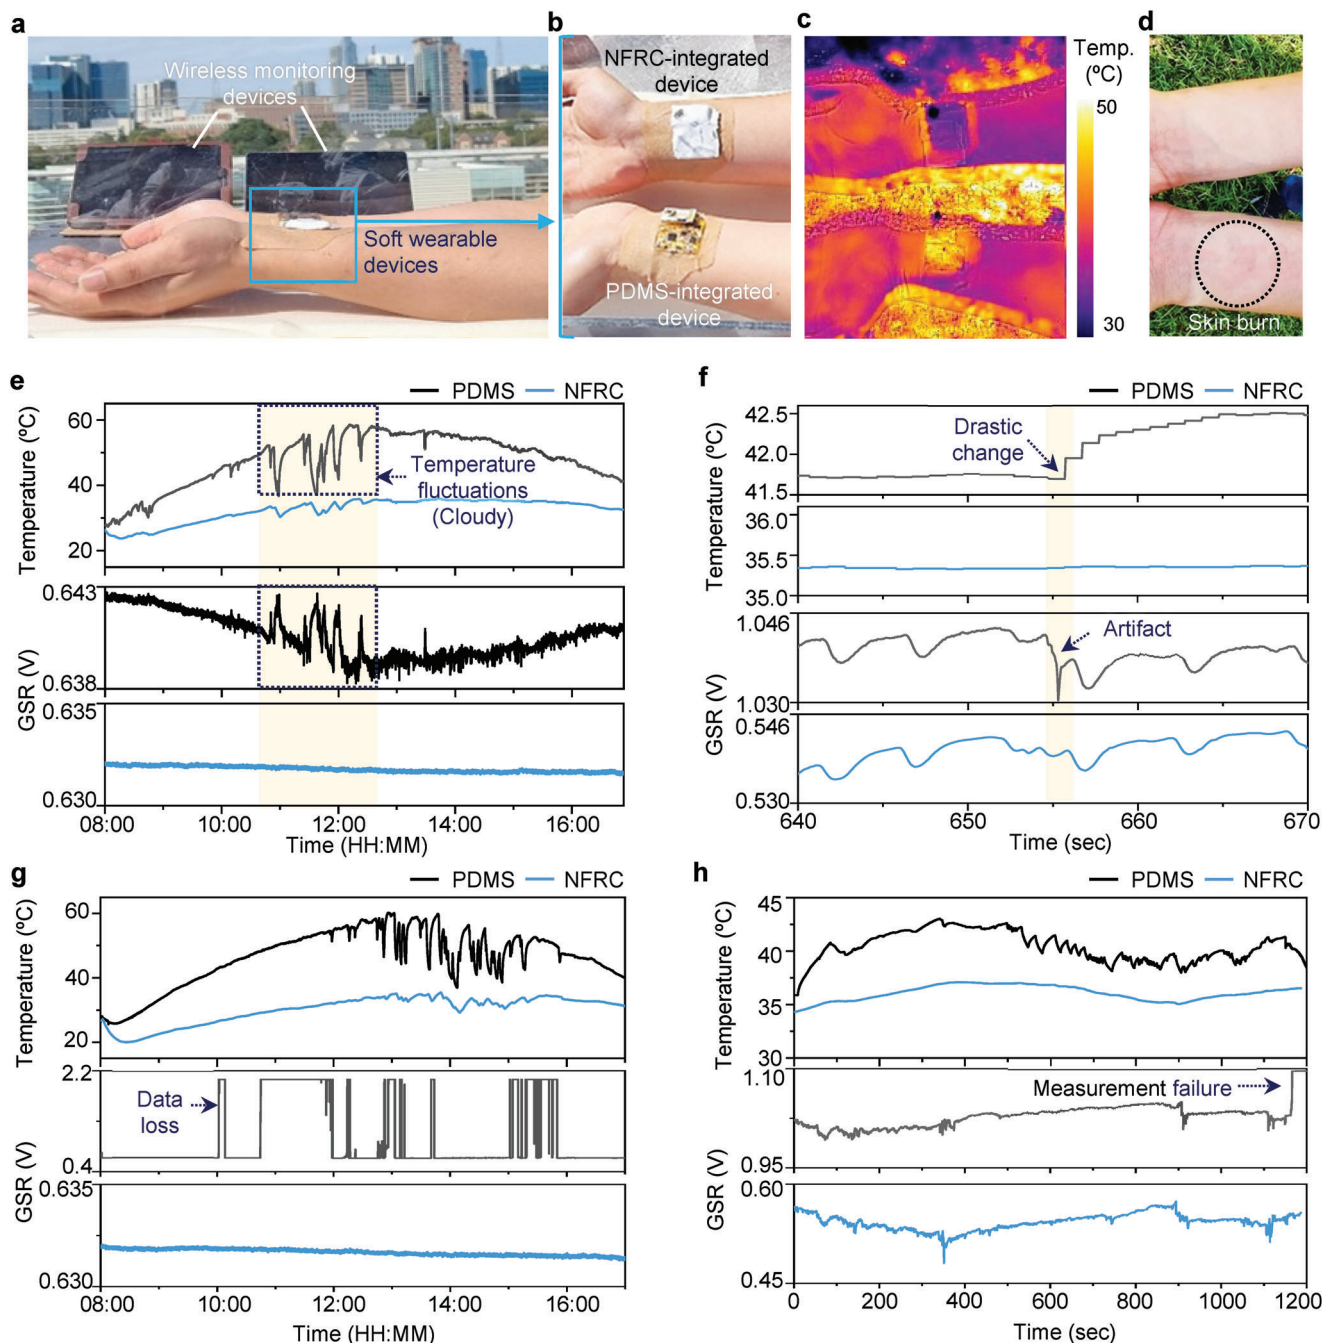 a
Wireless monitoring
devices
Soft wearable
devices
b
NFRC-integrated
device
PDMS-integrated
device
c
Temp.
(ºC)
50
30
d
Skin burn
e
PDMS NFRC
Temperature (ºC)
60
40
20
Temperature
fluctuations
(Cloudy)
GSR (V)
0.643
0.638
0.635
0.630
08:00 10:00 12:00 14:00 16:00
Time (HH:MM)
f
PDMS NFRC
Temperature (ºC)
42.5
42.0
41.5
Drastic
change
36.0
35.5
35.0
GSR (V)
1.046
1.030
Artifact
0.546
0.530
640 650 660 670
Time (sec)
g
PDMS NFRC
Temperature (ºC)
60
40
20
GSR (V)
2.2
0.4
Data
loss
0.635
0.630
08:00 10:00 12:00 14:00 16:00
Time (HH:MM)
h
PDMS NFRC
Temperature (ºC)
45
40
35
30
GSR (V)
1.10
0.95
Measurement failure
0.60
0.45
0 200 400 600 800 1000 1200
Time (sec)